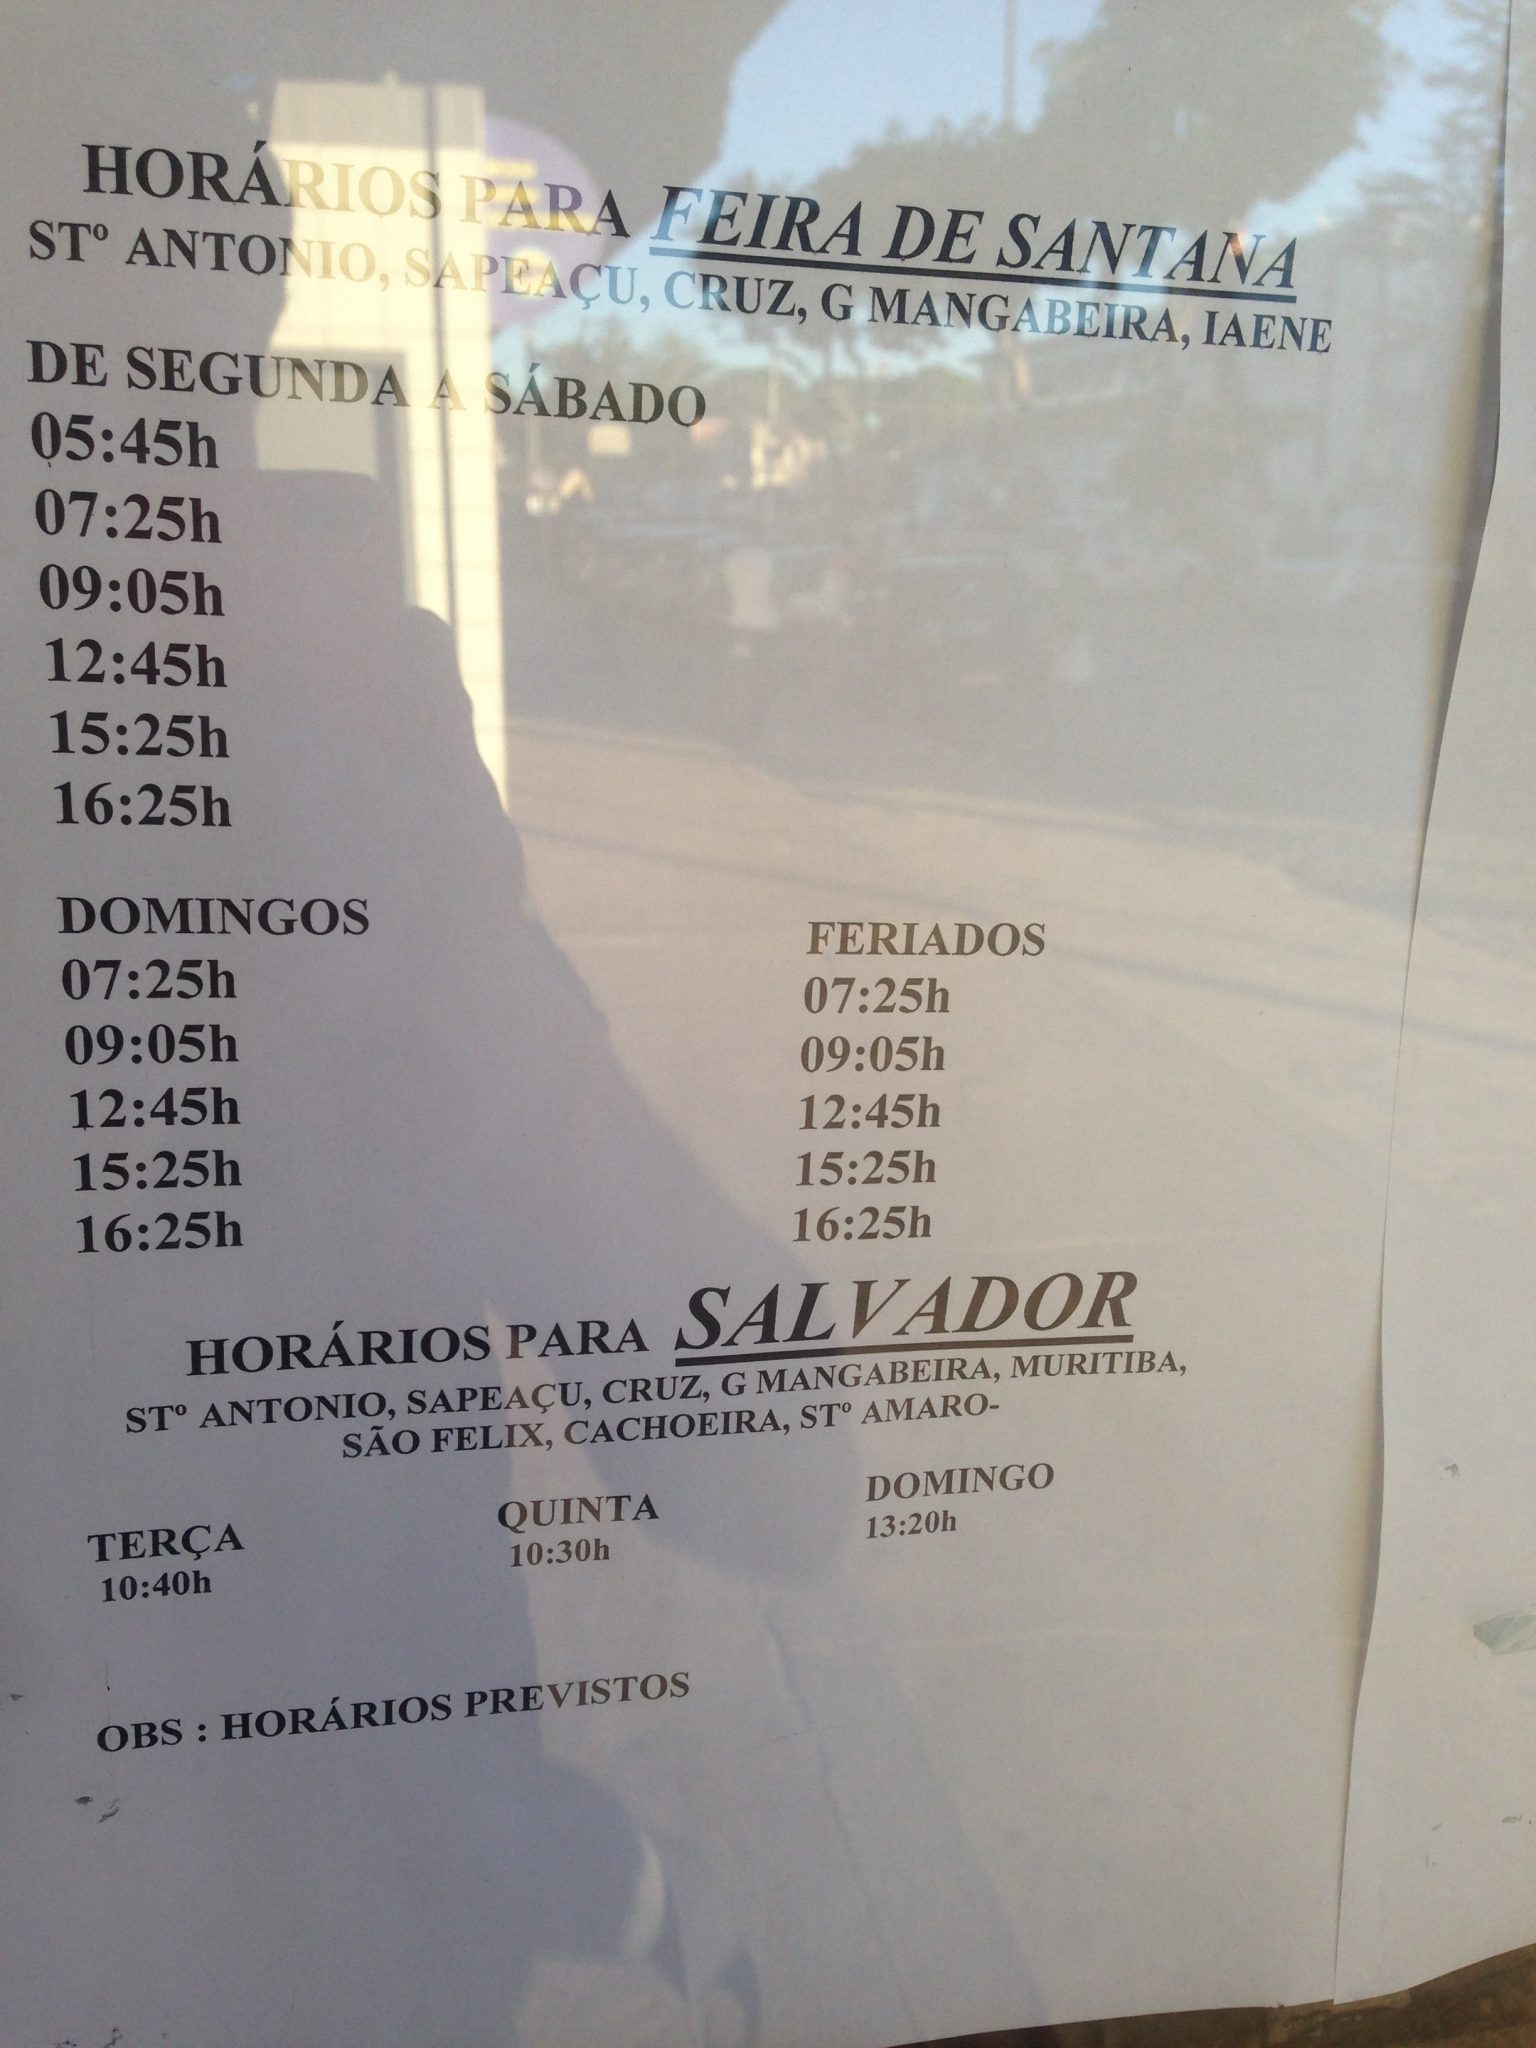 HORÁRIOS PARA FEIRA DE SANTANA
STº ANTONIO, SAPEAÇU, CRUZ, G MANGABEIRA, IAENE
DE SEGUNDA A SÁBADO
05:45h
07:25h
09:05h
12:45h
15:25h
16:25h
DOMINGOS
07:25h
09:05h
12:45h
15:25h
16:25h
FERIADOS
07:25h
09:05h
12:45h
15:25h
16:25h
HORÁRIOS PARA SALVADOR
STº ANTONIO, SAPEAÇU, CRUZ, G MANGABEIRA, MURITIBA,
SÃO FELIX, CACHOEIRA, STº AMARO-
TERÇA
10:40h
QUINTA
10:30h
DOMINGO
13:20h
OBS : HORÁRIOS PREVISTOS